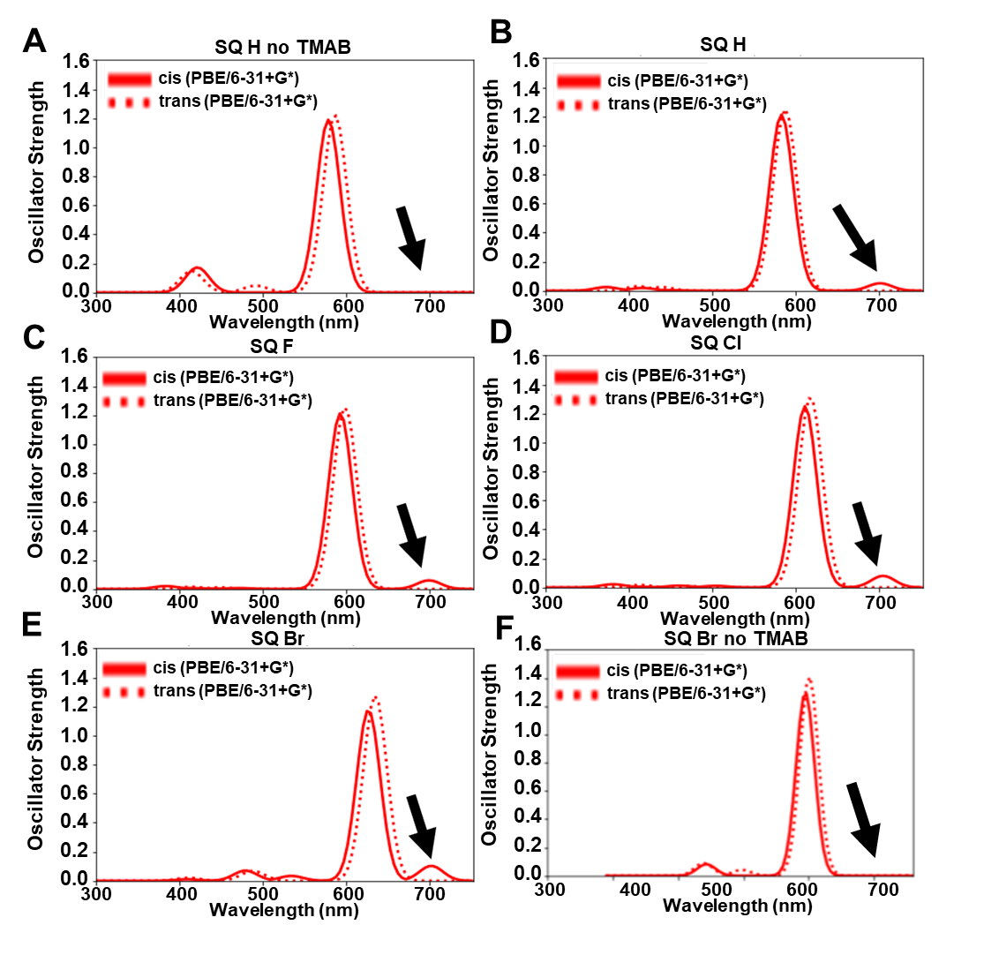 A
SQ H no TMAB
cis (PBE/6-31+G*)
trans (PBE/6-31+G*)
Oscillator Strength
1.6
1.4
1.2
1.0
0.8
0.6
0.4
0.2
0.0
300 400 500 600 700
Wavelength (nm)
B
SQ H
cis (PBE/6-31+G*)
trans (PBE/6-31+G*)
Oscillator Strength
1.6
1.4
1.2
1.0
0.8
0.6
0.4
0.2
0.0
300 400 500 600 700
Wavelength (nm)
C
SQ F
cis (PBE/6-31+G*)
trans (PBE/6-31+G*)
Oscillator Strength
1.6
1.4
1.2
1.0
0.8
0.6
0.4
0.2
0.0
300 400 500 600 700
Wavelength (nm)
D
SQ Cl
cis (PBE/6-31+G*)
trans (PBE/6-31+G*)
Oscillator Strength
1.6
1.4
1.2
1.0
0.8
0.6
0.4
0.2
0.0
300 400 500 600 700
Wavelength (nm)
E
SQ Br
cis (PBE/6-31+G*)
trans (PBE/6-31+G*)
Oscillator Strength
1.6
1.4
1.2
1.0
0.8
0.6
0.4
0.2
0.0
300 400 500 600 700
Wavelength (nm)
F
SQ Br no TMAB
cis (PBE/6-31+G*)
trans (PBE/6-31+G*)
Oscillator Strength
1.6
1.4
1.2
1.0
0.8
0.6
0.4
0.2
0.0
300 400 500 600 700
Wavelength (nm)